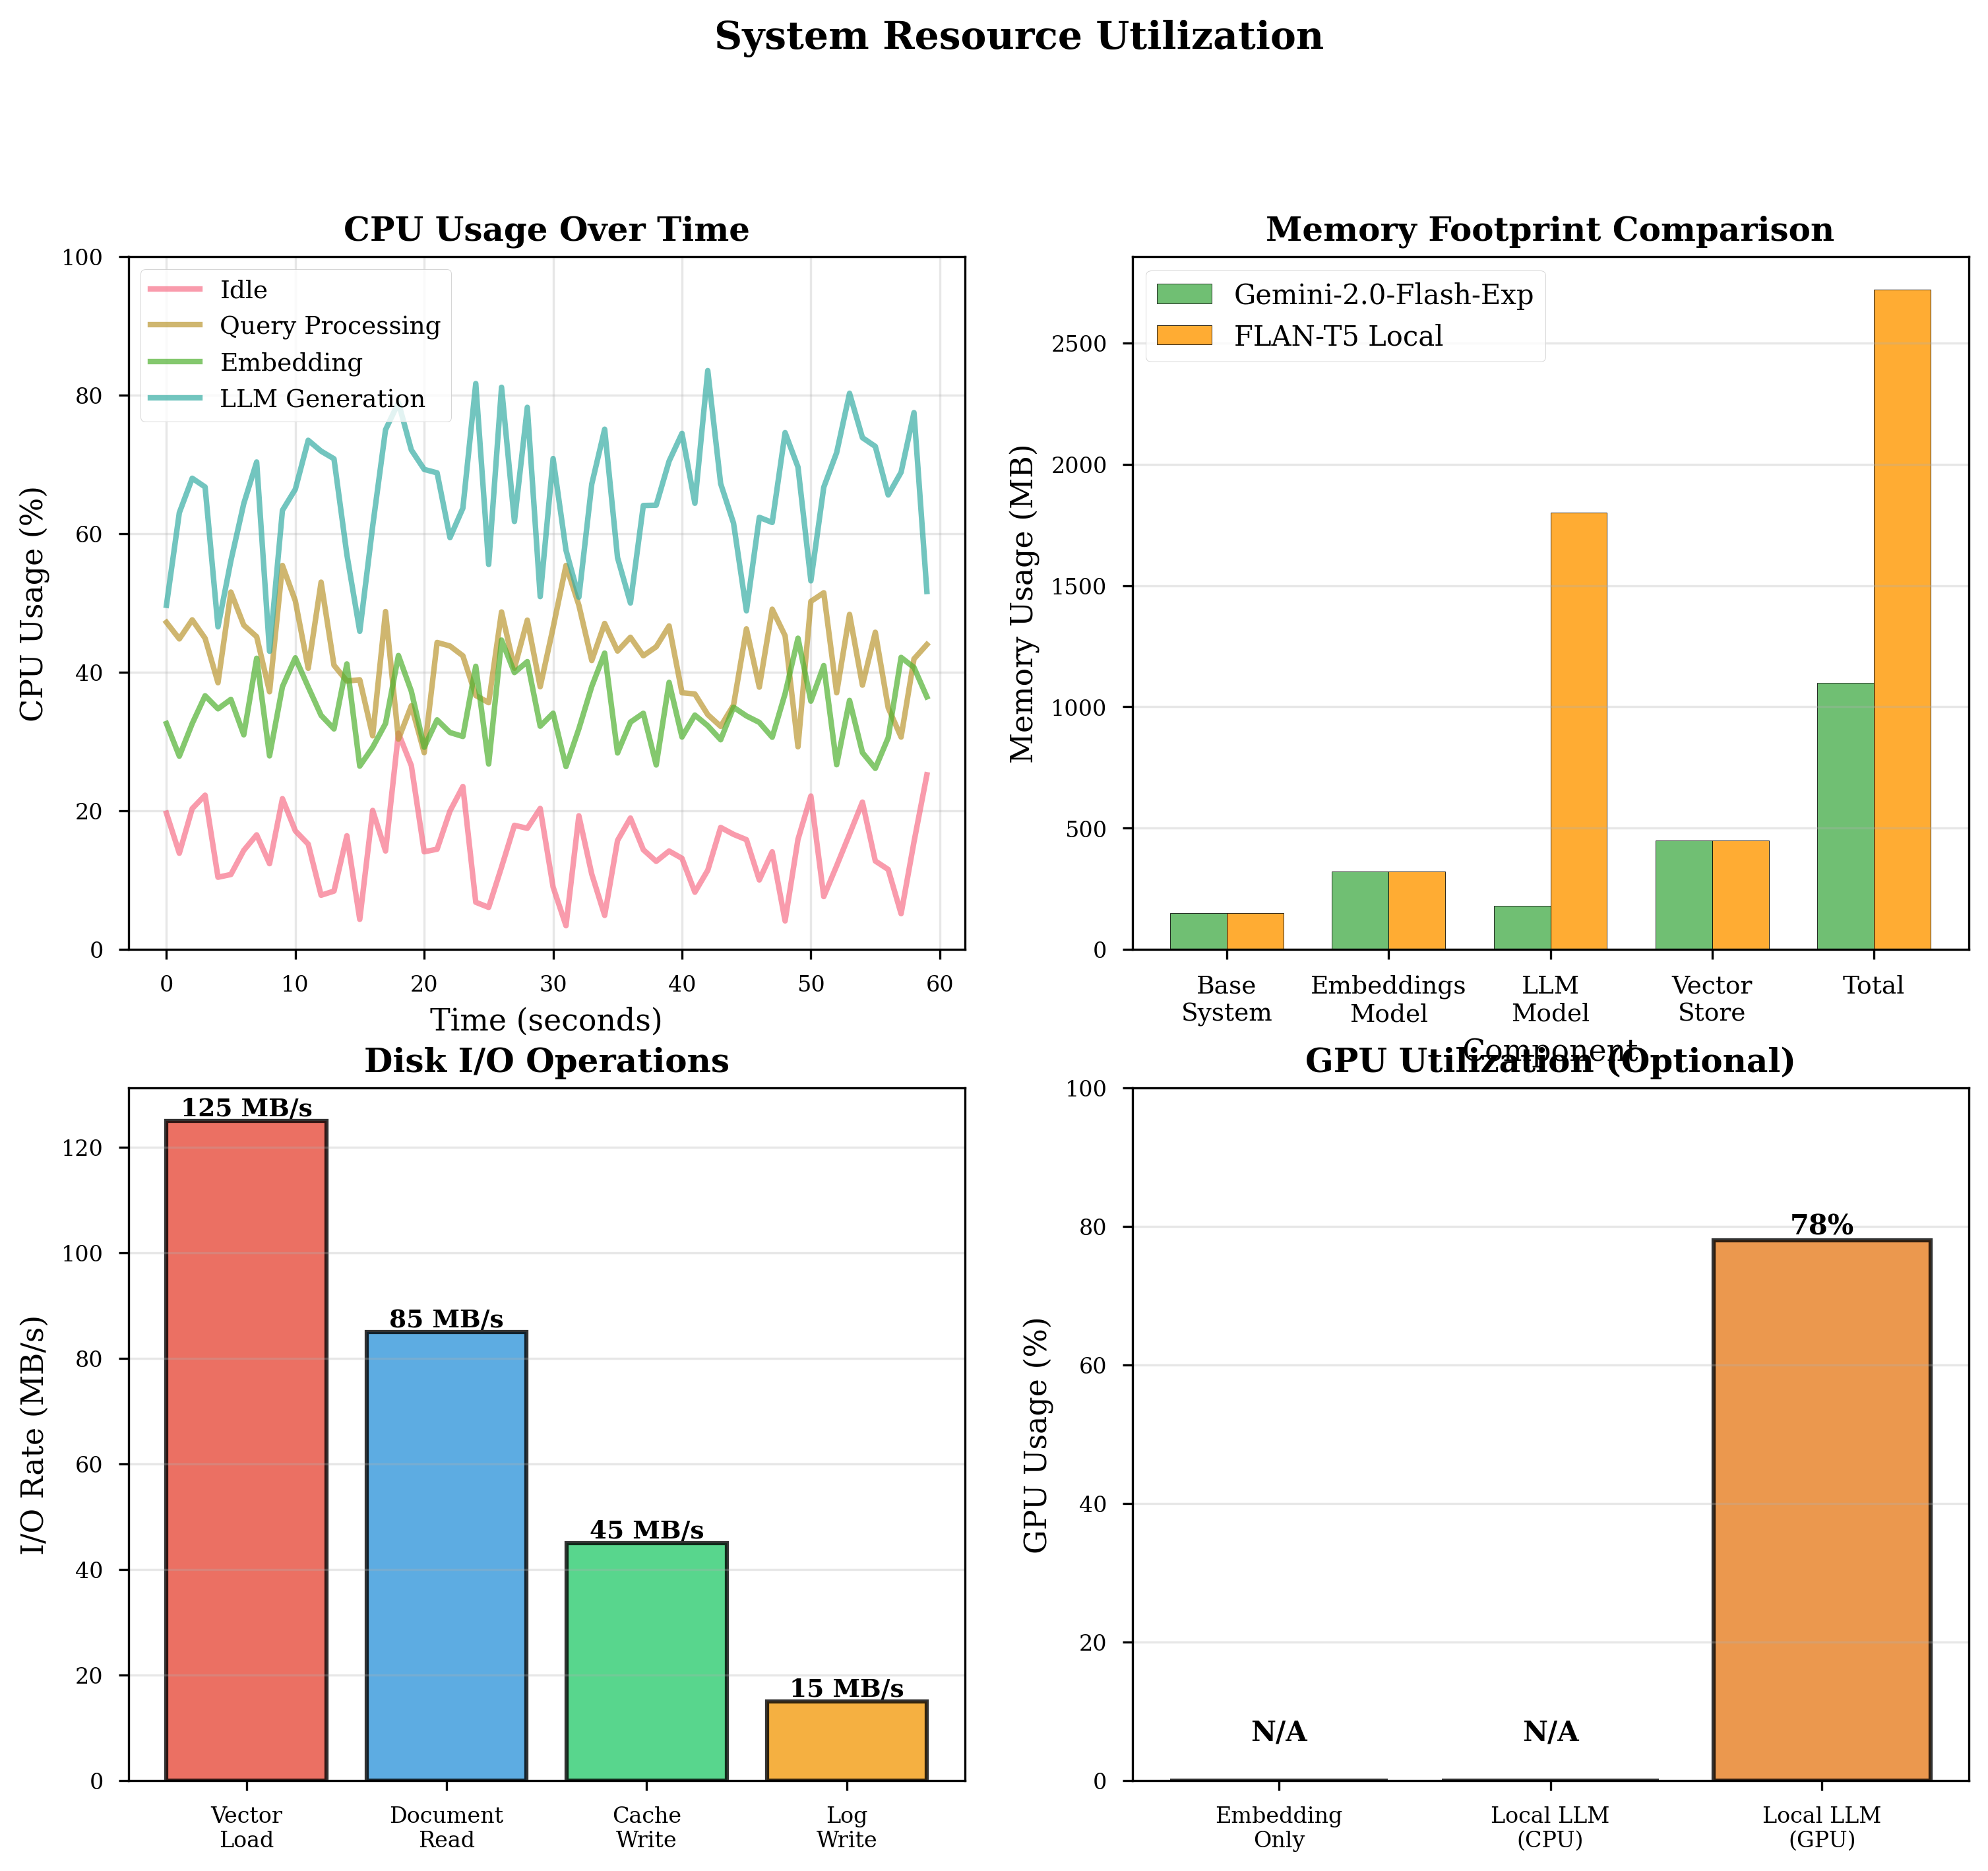 System Resource Utilization
CPU Usage Over Time
CPU Usage (%)
100
80
60
40
20
0
Idle
Query Processing
Embedding
LLM Generation
0 10 20 30 40 50 60
Time (seconds)
Memory Footprint Comparison
Memory Usage (MB)
2500
2000
1500
1000
500
0
Gemini-2.0-Flash-Exp
FLAN-T5 Local
Base
System
Embeddings
Model
LLM
Model
Vector
Store
Total
Component
Disk I/O Operations
I/O Rate (MB/s)
120
100
80
60
40
20
0
125 MB/s
85 MB/s
45 MB/s
15 MB/s
Vector
Load
Document
Read
Cache
Write
Log
Write
GPU Utilization (Optional)
GPU Usage (%)
100
80
60
40
20
0
N/A
N/A
78%
Embedding
Only
Local LLM
(CPU)
Local LLM
(GPU)